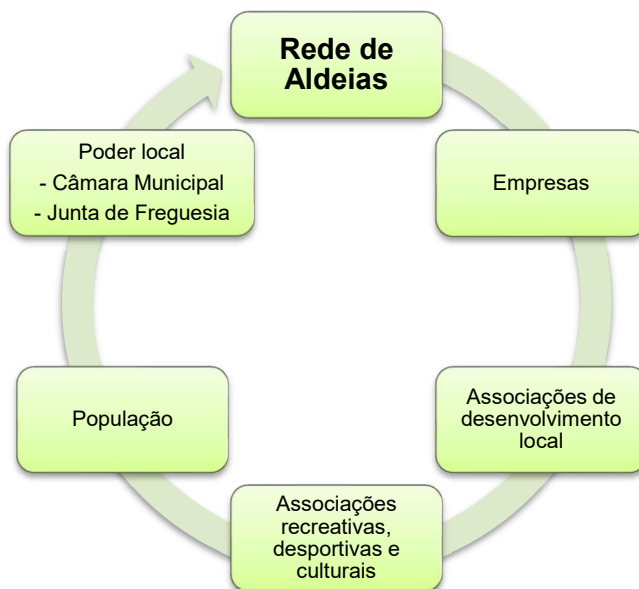 Rede de
Aldeias
Empresas
Associações de
desenvolvimento
local
Associações
recreativas,
desportivas e
culturais
População
Poder local
- Câmara Municipal
- Junta de Freguesia